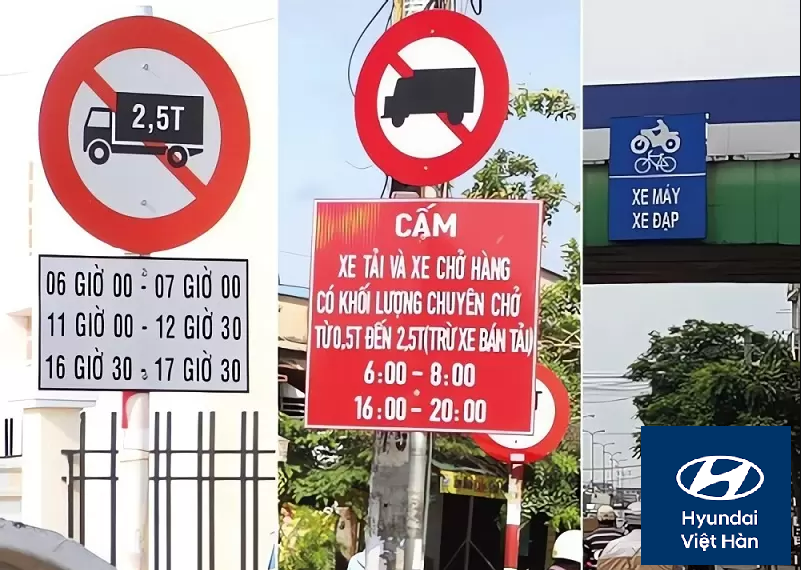 2,5T
06 GIỜ 00 - 07 GIỜ 00
11 GIỜ 00 - 12 GIỜ 30
16 GIỜ 30 - 17 GIỜ 30
CẤM
XE TẢI VÀ XE CHỞ HÀNG
CÓ KHỐI LƯỢNG CHUYÊN CHỞ
TỪ 0,5T ĐẾN 2,5T(TRỪ XE BÁN TẢI)
6:00 - 8:00
16:00 - 20:00
T
XE MÁY
XE ĐẠP
Hyundai
Việt Hàn